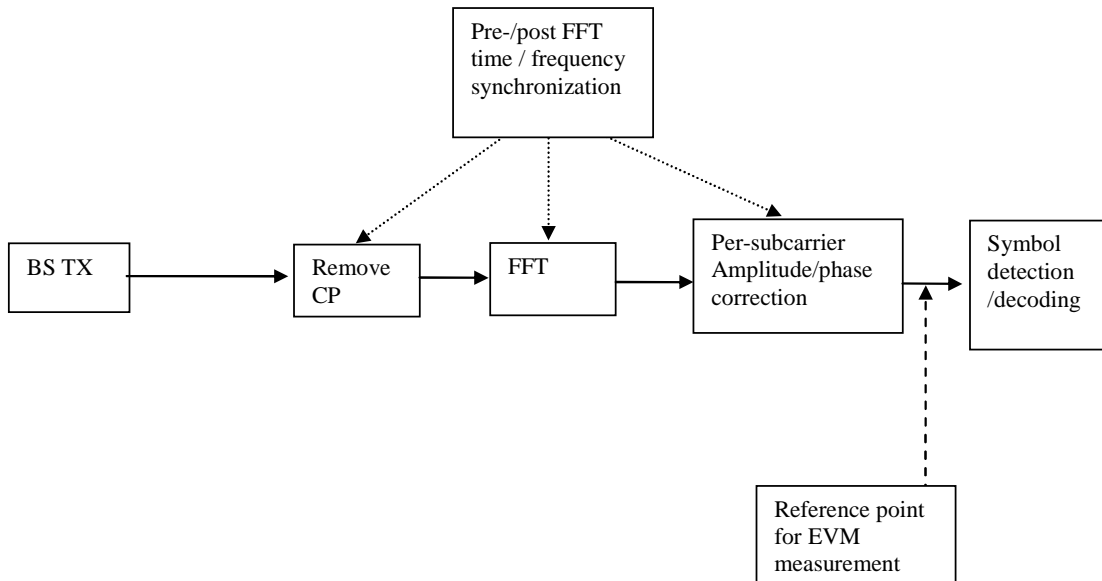 Pre-/post FFT
time / frequency
synchronization
BS TX
Remove
CP
FFT
Per-subcarrier
Amplitude/phase
correction
Symbol
detection
/decoding
Reference point
for EVM
measurement